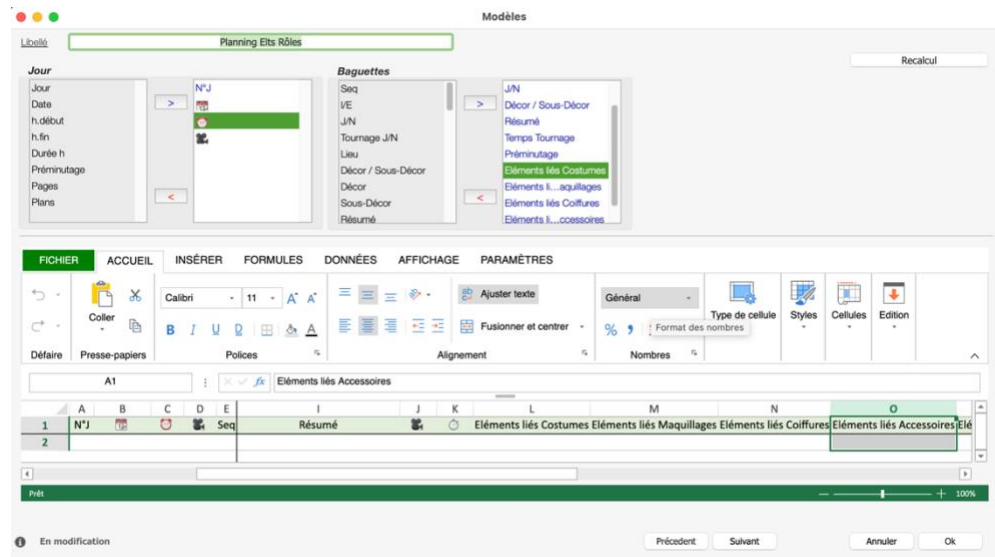 Modèles
Libellé Planning Elts Rôles
Recalcul
Jour
Jour
Date
h.début
h.fin
Durée h
Préminutage
Pages
Plans
>
<
N°J
Baguettes
Seq
I/E
J/N
Tournage J/N
Lieu
Décor / Sous-Décor
Décor
Sous-Décor
Résumé
>
<
J/N
Décor / Sous-Décor
Résumé
Temps Tournage
Préminutage
Eléments liés Costumes
Eléments li...aquillages
Eléments liés Coiffures
Eléments li...ccessoires
FICHIER ACCUEIL INSÉRER FORMULES DONNÉES AFFICHAGE PARAMÈTRES
Coller
Calibri 11 A A
B I U D A
Ajuster texte
Fusionner et centrer
Général
%
Format des nombres
Type de cellule
Styles
Cellules
Edition
Défaire Presse-papiers Polices Alignement Nombres
A1 fx Eléments liés Accessoires
A B C D E I J K L M N O
1 N°J Seq Résumé Eléments liés Costumes Eléments liés Maquillages Eléments liés Coiffures Eléments liés Accessoires Elé
2
Prêt 100%
En modification Précedent Suivant Annuler Ok